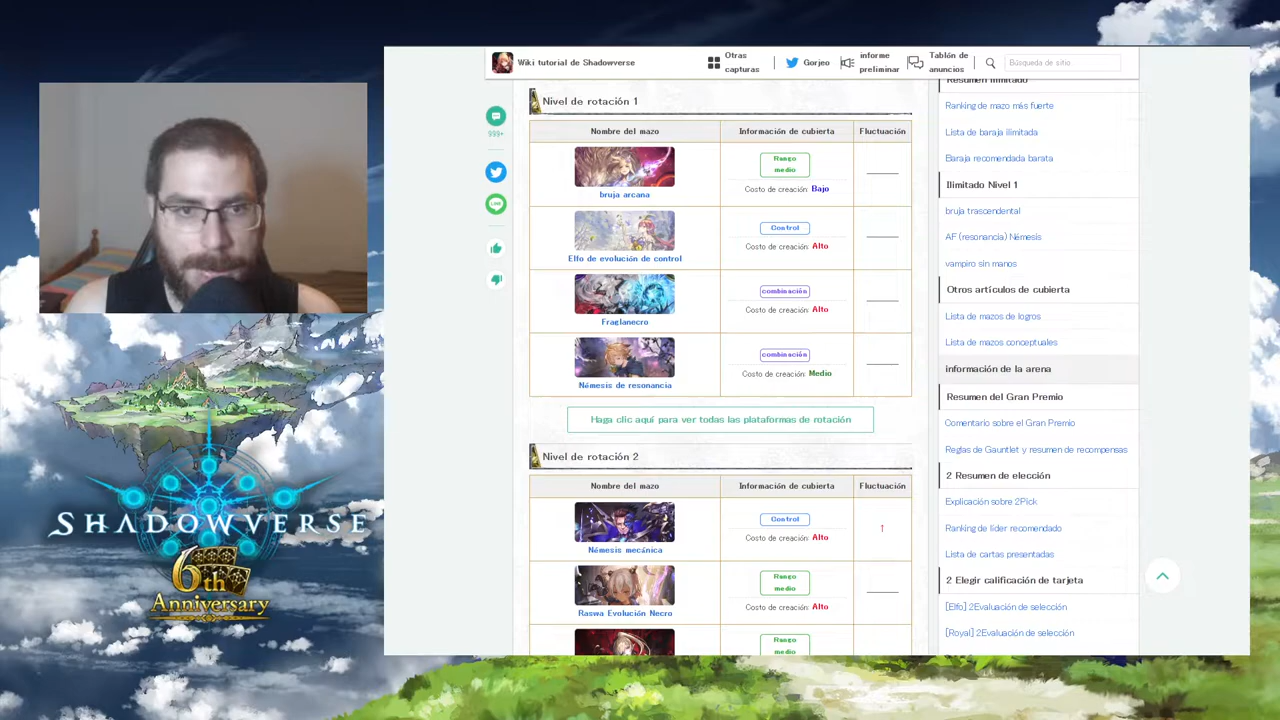 Wiki tutorial de Shadowverse
Otras
capturas
Gorjeo
informe
preliminar
Tablón de
anuncios
Búsqueda de sitio
Nivel de rotación 1
Nombre del mazo
Información de cubierta
Fluctuación
bruja arcana
Rango
medio
Costo de creación: Bajo
Elfo de evolución de control
Control
Costo de creación: Alto
Fraglanecro
combinación
Costo de creación: Alto
Némesis de resonancia
combinación
Costo de creación: Medio
Haga clic aquí para ver todas las plataformas de rotación
Nivel de rotación 2
Nombre del mazo
Información de cubierta
Fluctuación
Némesis mecánica
Control
Costo de creación: Alto
↑
Raswa Evolución Necro
Rango
medio
Costo de creación: Alto
Rango
medio
999+
LINE
Resumen ilimitado
Ranking de mazo más fuerte
Lista de baraja ilimitada
Baraja recomendada barata
Ilimitado Nivel 1
bruja trascendental
AF (resonancia) Némesis
vampiro sin manos
Otros artículos de cubierta
Lista de mazos de logros
Lista de mazos conceptuales
información de la arena
Resumen del Gran Premio
Comentario sobre el Gran Premio
Reglas de Gauntlet y resumen de recompensas
2 Resumen de elección
Explicación sobre 2Pick
Ranking de líder recomendado
Lista de cartas presentadas
2 Elegir calificación de tarjeta
[Elfo] 2Evaluación de selección
[Royal] 2Evaluación de selección
SHADOWVERSE
6th
Anniversary